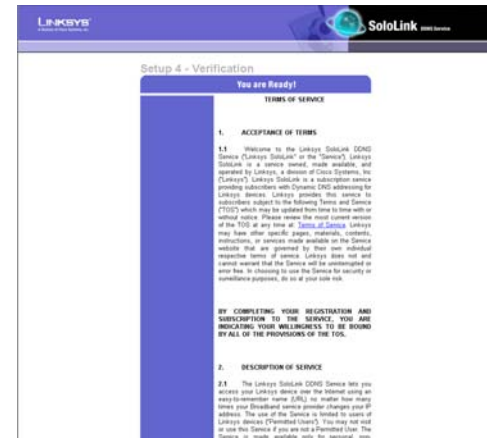 LINKSYS
A Division of Cisco Systems, Inc.
SoloLink DDNS Service
Setup 4 - Verification
You are Ready!
TERMS OF SERVICE
1. ACCEPTANCE OF TERMS
1.1 Welcome to the Linksys SoloLink DDNS
Service ("Linksys SoloLink" or the "Service"). Linksys
SoloLink is a service owned, made available, and
operated by Linksys, a division of Cisco Systems, Inc
("Linksys"). Linksys SoloLink is a subscription service
providing subscribers with Dynamic DNS addressing for
Linksys devices. Linksys provides this service to
subscribers subject to the following Terms and Service
("TOS") which may be updated from time to time with or
without notice. Please renew the most current version
of the TOS at any time at: Terms of Service. Linksys
may have other specific pages, materials, contents,
instructions, or services made available on the Service
website that are governed by their own individual
respective terms of service. Linksys does not and
cannot warrant that the Service will be uninterrupted or
error free. In choosing to use the Service for security or
surveillance purposes, do so at your sole risk.
BY COMPLETING YOUR REGISTRATION AND
SUBSCRIPTION TO THE SERVICE, YOU ARE
INDICATING YOUR WILLINGNESS TO BE BOUND
BY ALL OF THE PROVISIONS OF THE TOS.
2. DESCRIPTION OF SERVICE
2.1 The Linksys SoloLink DDNS Service lets you
access your Linksys device over the Internet using an
easy-to-remember name (URL) no matter how many
times your Broadband service provider changes your IP
address. The use of the Service is limited to users of
Linksys devices ("Permitted Users"). You may not visit
or use this Service if you are not a Permitted User. The
Service is made available only for personal, non-